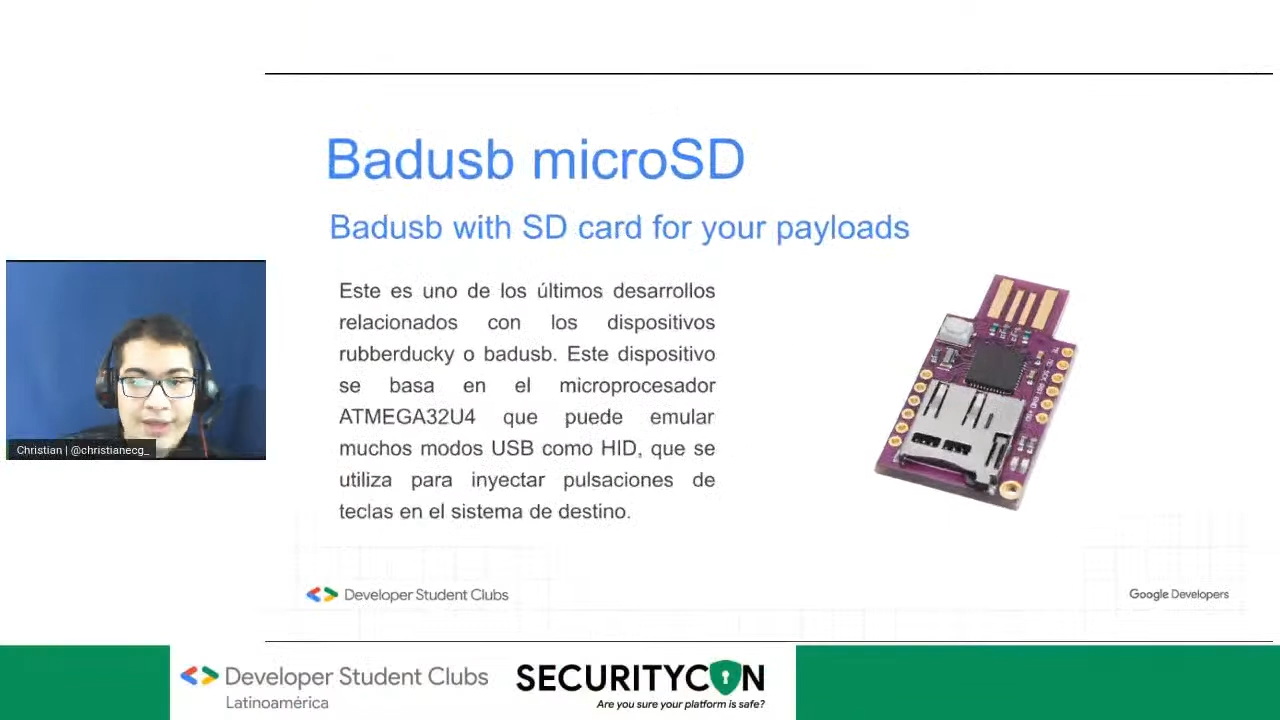 Badusb microSD
Badusb with SD card for your payloads
Este es uno de los últimos desarrollos
relacionados con los dispositivos
rubberducky o badusb. Este dispositivo
se basa en el microprocesador
ATMEGA32U4 que puede emular
muchos modos USB como HID, que se
utiliza para inyectar pulsaciones de
teclas en el sistema de destino.
Christian | @christianecg_
Developer Student Clubs
Google Developers
Developer Student Clubs
Latinoamérica
SECURITYCON
Are you sure your platform is safe?